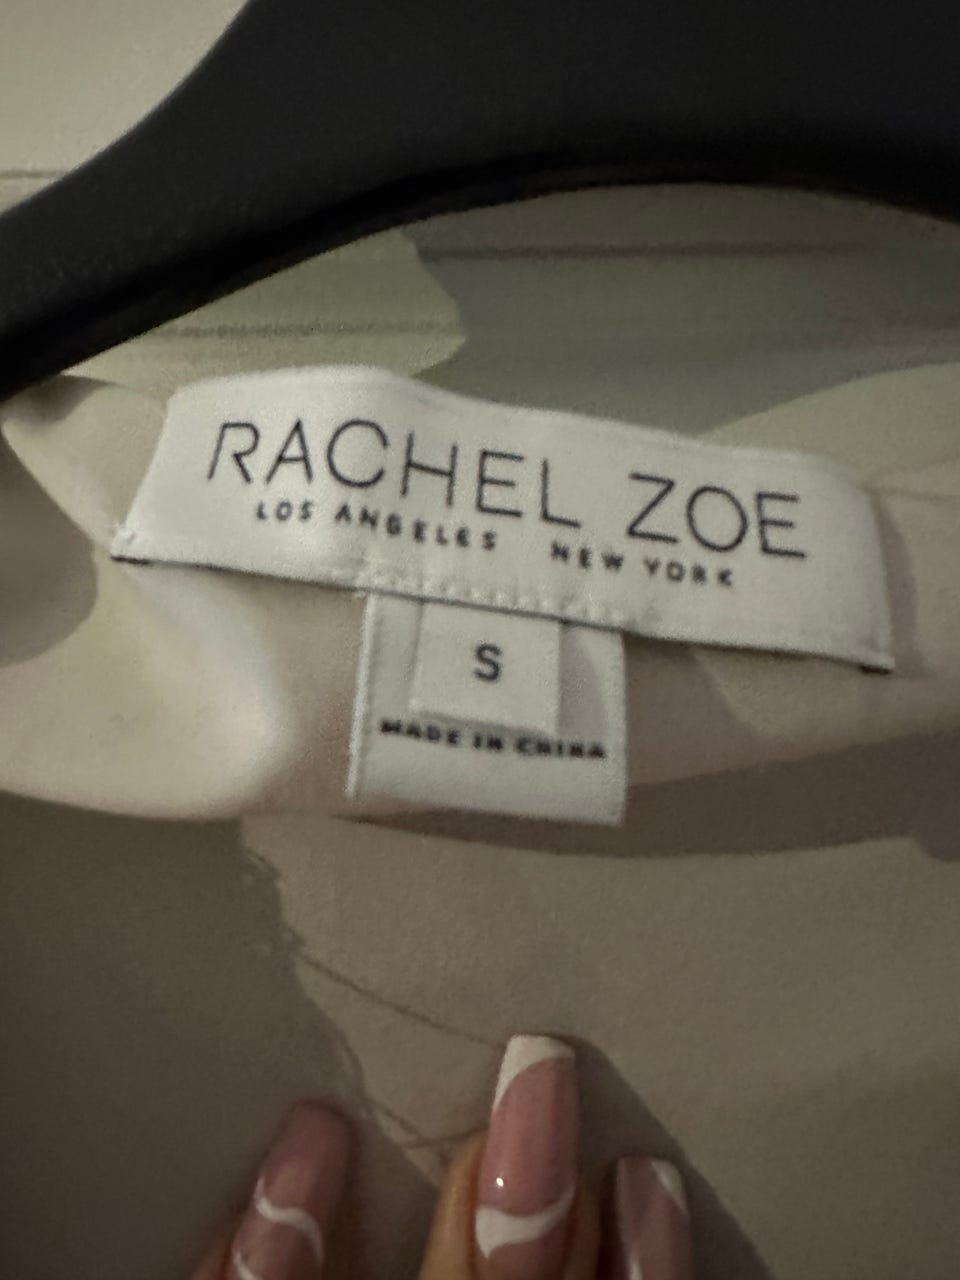 RACHEL ZOE
LOS ANGELES NEW YORK
S
MADE IN CHINA